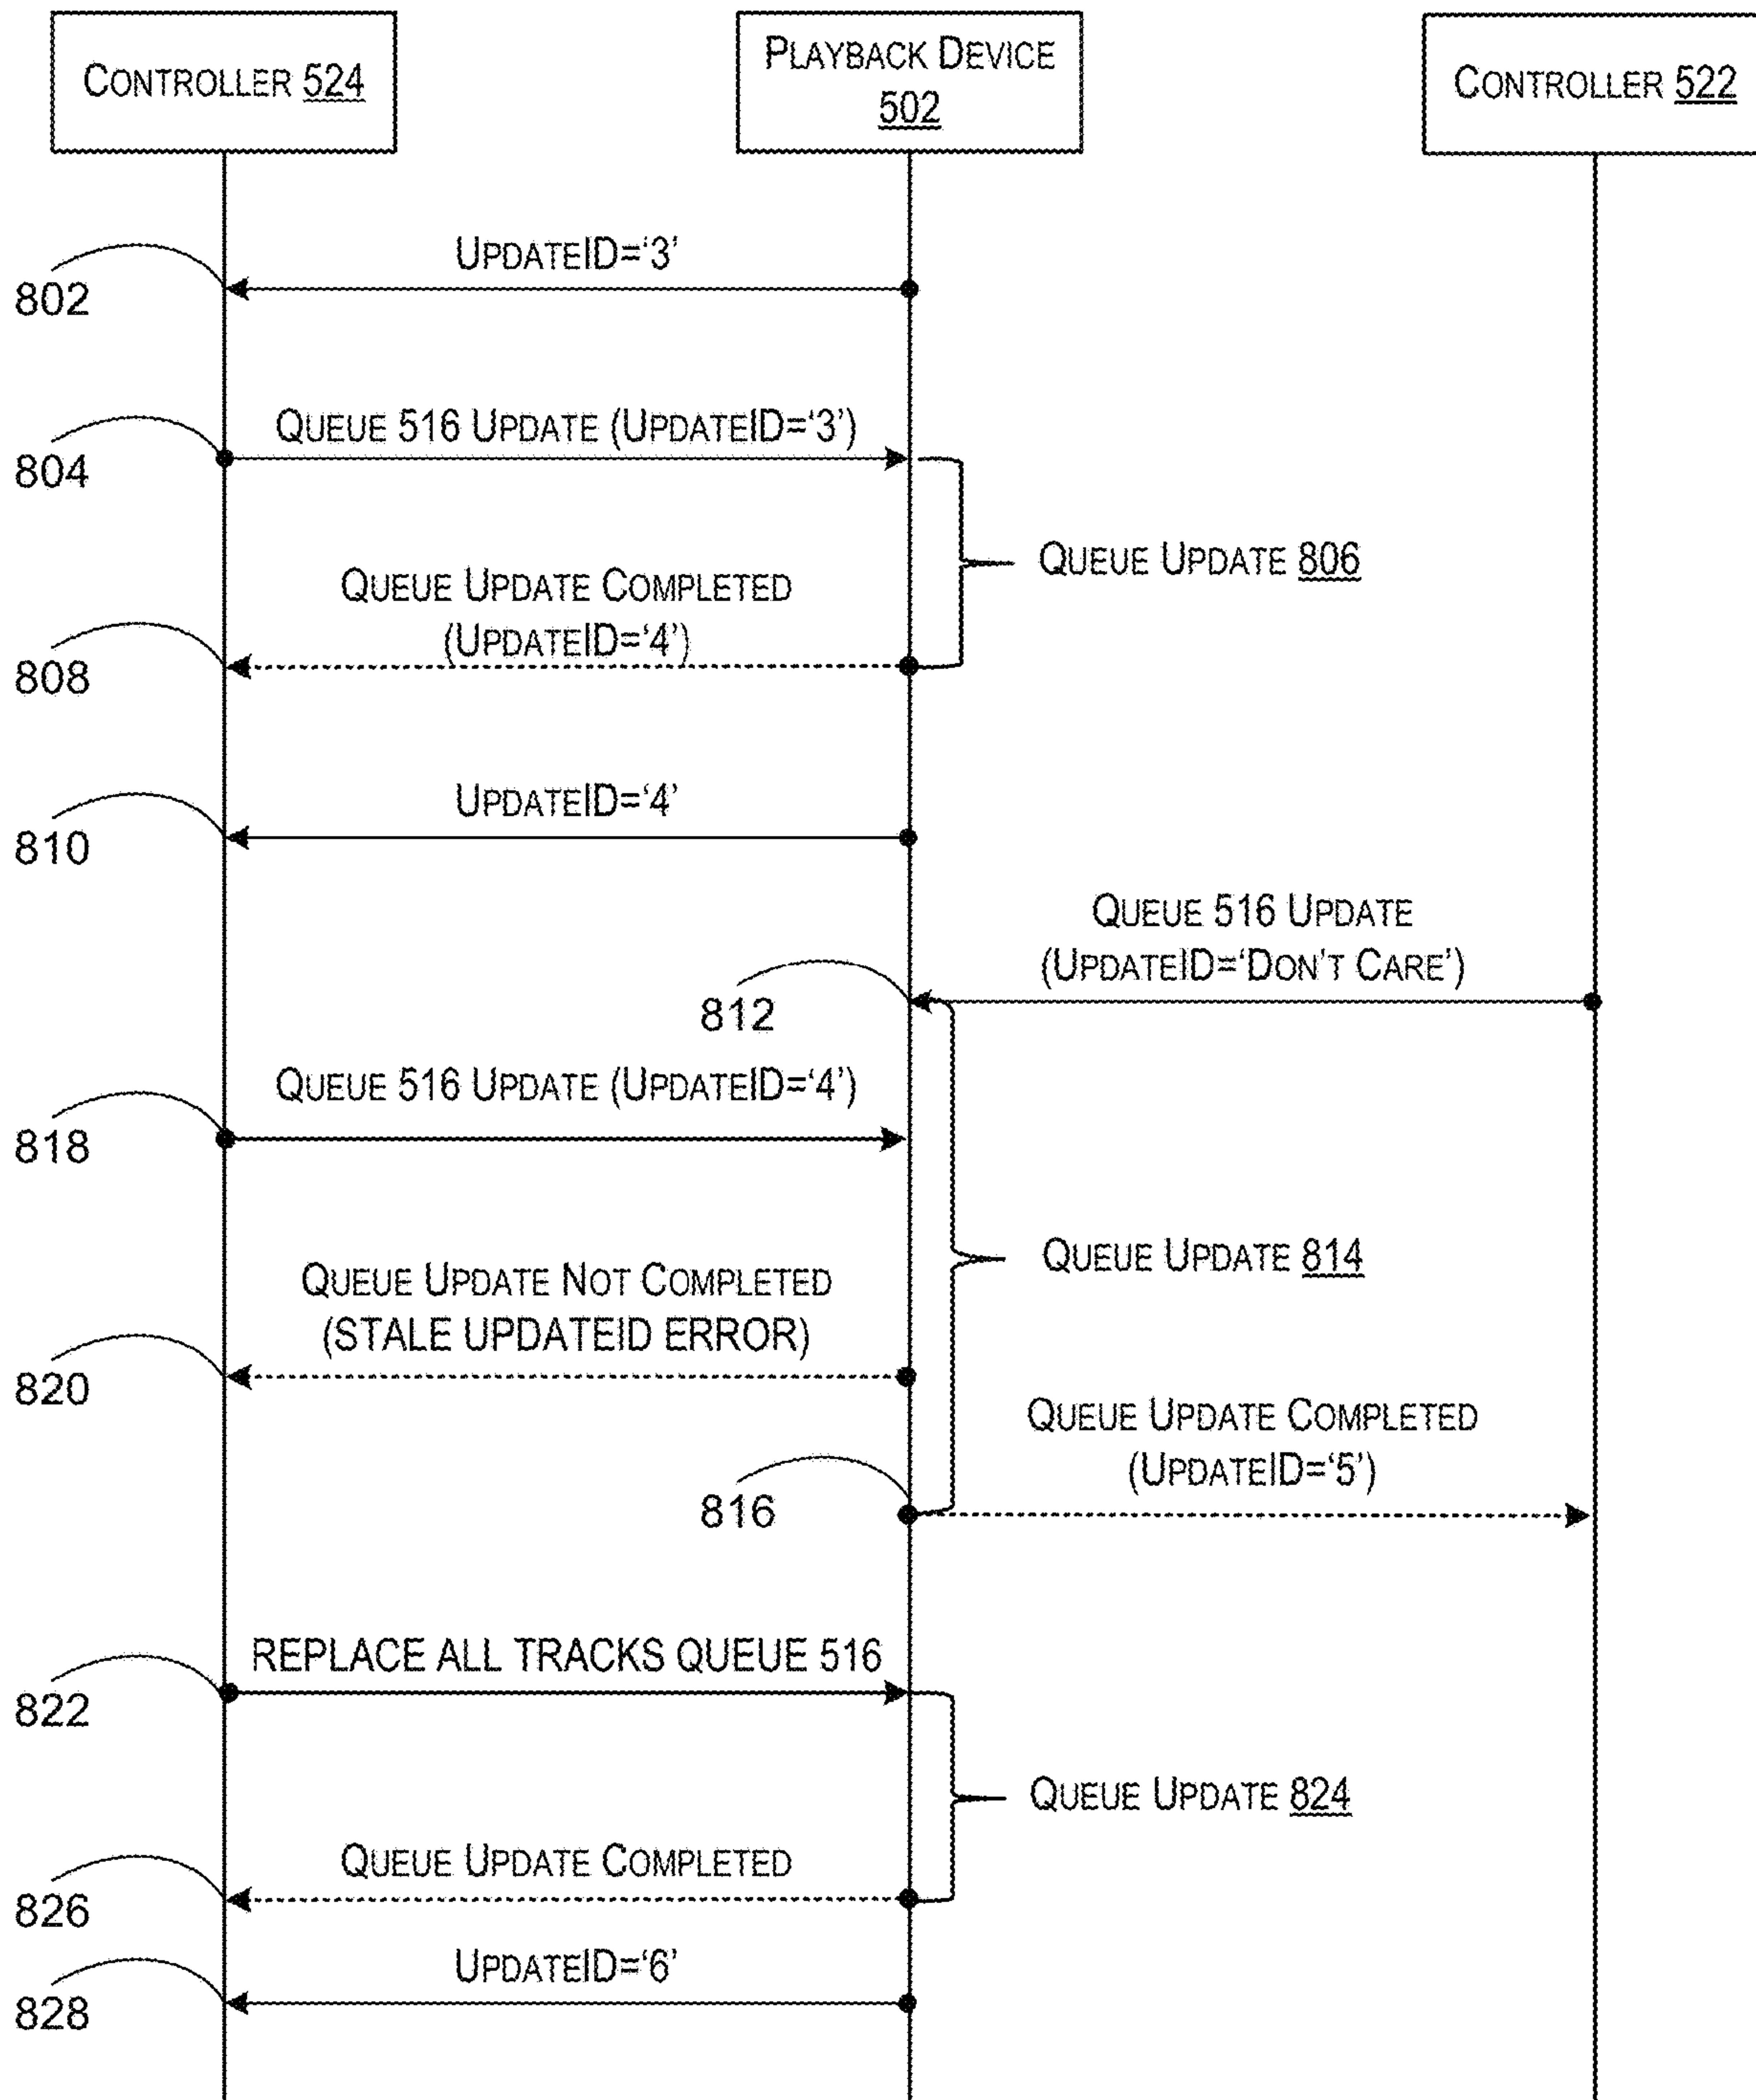 CONTROLLER 524
PLAYBACK DEVICE
502
CONTROLLER 522
UPDATEID=‘3’
802
QUEUE 516 UPDATE (UPDATEID=‘3’)
804
QUEUE UPDATE 806
QUEUE UPDATE COMPLETED
(UPDATEID=‘4’)
808
UPDATEID=‘4’
810
QUEUE 516 UPDATE
(UPDATEID=‘DON'T CARE’)
812
QUEUE 516 UPDATE (UPDATEID=‘4’)
818
QUEUE UPDATE 814
QUEUE UPDATE NOT COMPLETED
(STALE UPDATEID ERROR)
820
QUEUE UPDATE COMPLETED
(UPDATEID=‘5’)
816
REPLACE ALL TRACKS QUEUE 516
822
QUEUE UPDATE 824
QUEUE UPDATE COMPLETED
826
UPDATEID=‘6’
828